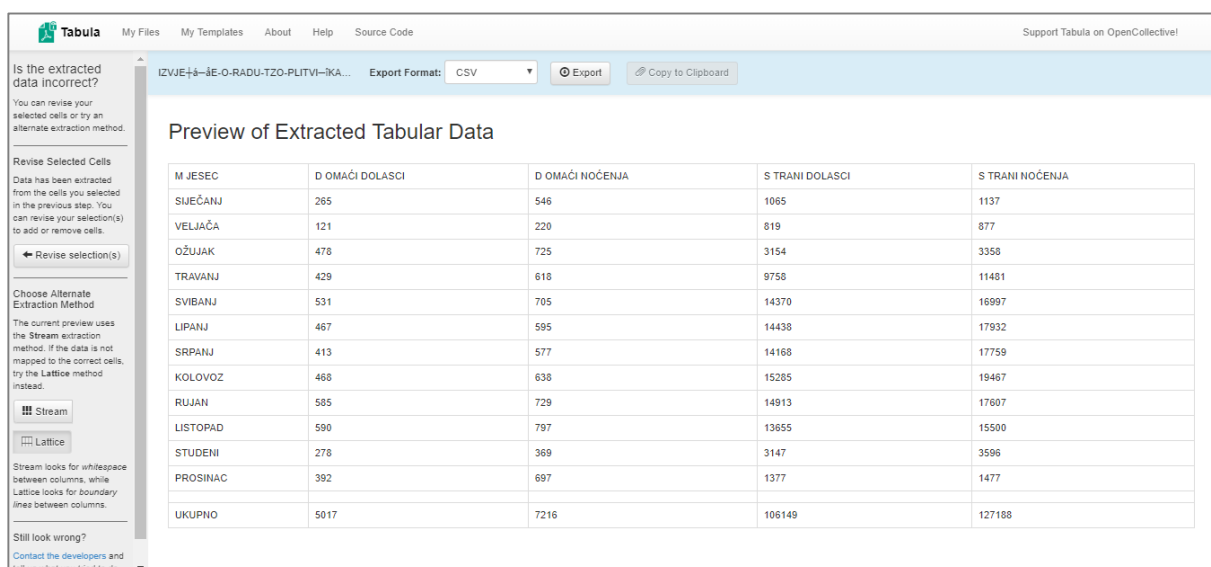 Tabula My Files My Templates About Help Source Code Support Tabula on OpenCollective!
Is the extracted
data incorrect?
You can revise your
selected cells or try an
alternate extraction method.
Revise Selected Cells
Data has been extracted
from the cells you selected
in the previous step. You
can revise your selection(s)
to add or remove cells.
Revise selection(s)
Choose Alternate
Extraction Method
The current preview uses
the Stream extraction
method. If the data is not
mapped to the correct cells,
try the Lattice method
instead.
Stream
Lattice
Stream looks for whitespace
between columns, while
Lattice looks for boundary
lines between columns.
Still look wrong?
Contact the developers and
IZVJE┼á─åE-O-RADU-TZO-PLITVI─îKA... Export Format: CSV Export Copy to Clipboard
Preview of Extracted Tabular Data
M JESEC D OMAĆI DOLASCI D OMAĆI NOĆENJA S TRANI DOLASCI S TRANI NOĆENJA
SIJEČANJ 265 546 1065 1137
VELJAČA 121 220 819 877
OŽUJAK 478 725 3154 3358
TRAVANJ 429 618 9758 11481
SVIBANJ 531 705 14370 16997
LIPANJ 467 595 14438 17932
SRPANJ 413 577 14168 17759
KOLOVOZ 468 638 15285 19467
RUJAN 585 729 14913 17607
LISTOPAD 590 797 13655 15500
STUDENI 278 369 3147 3596
PROSINAC 392 697 1377 1477
UKUPNO 5017 7216 106149 127188